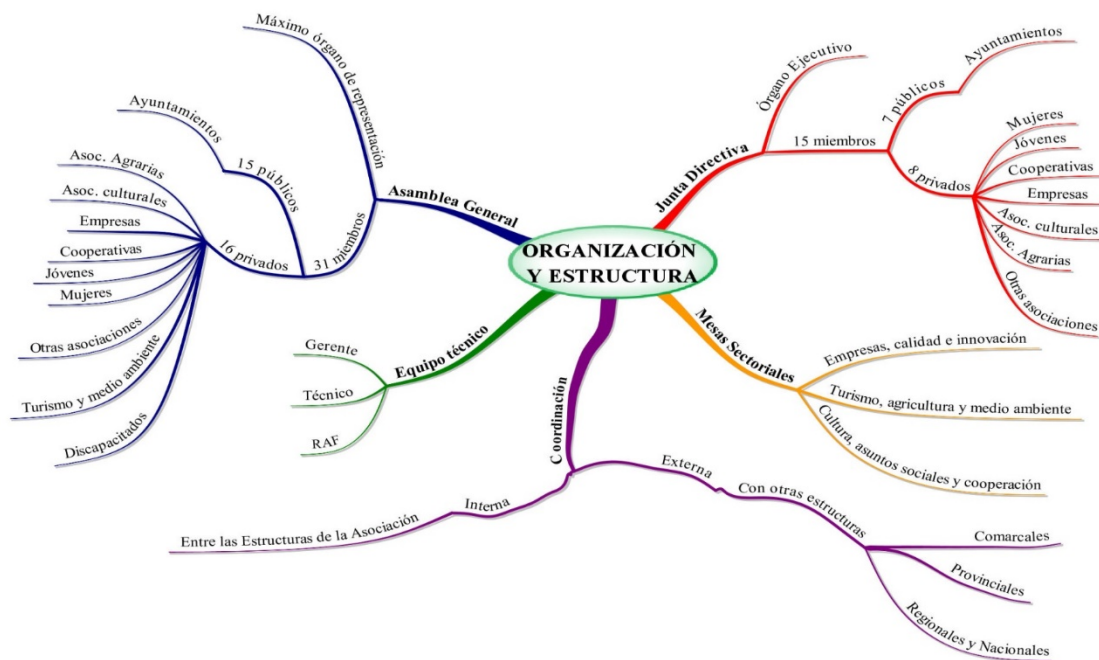 ORGANIZACIÓN
Y ESTRUCTURA
Asamblea General
Máximo órgano de representación
31 miembros
15 públicos
Ayuntamientos
16 privados
Asoc. Agrarias
Asoc. culturales
Empresas
Cooperativas
Jóvenes
Mujeres
Otras asociaciones
Turismo y medio ambiente
Discapacitados
Junta Directiva
Órgano Ejecutivo
15 miembros
7 públicos
Ayuntamientos
8 privados
Mujeres
Jóvenes
Cooperativas
Empresas
Asoc. culturales
Asoc. Agrarias
Otras asociaciones
Equipo técnico
Gerente
Técnico
RAF
Mesas Sectoriales
Empresas, calidad e innovación
Turismo, agricultura y medio ambiente
Cultura, asuntos sociales y cooperación
Coordinación
Interna
Entre las Estructuras de la Asociación
Externa
Con otras estructuras
Comarcales
Provinciales
Regionales y Nacionales